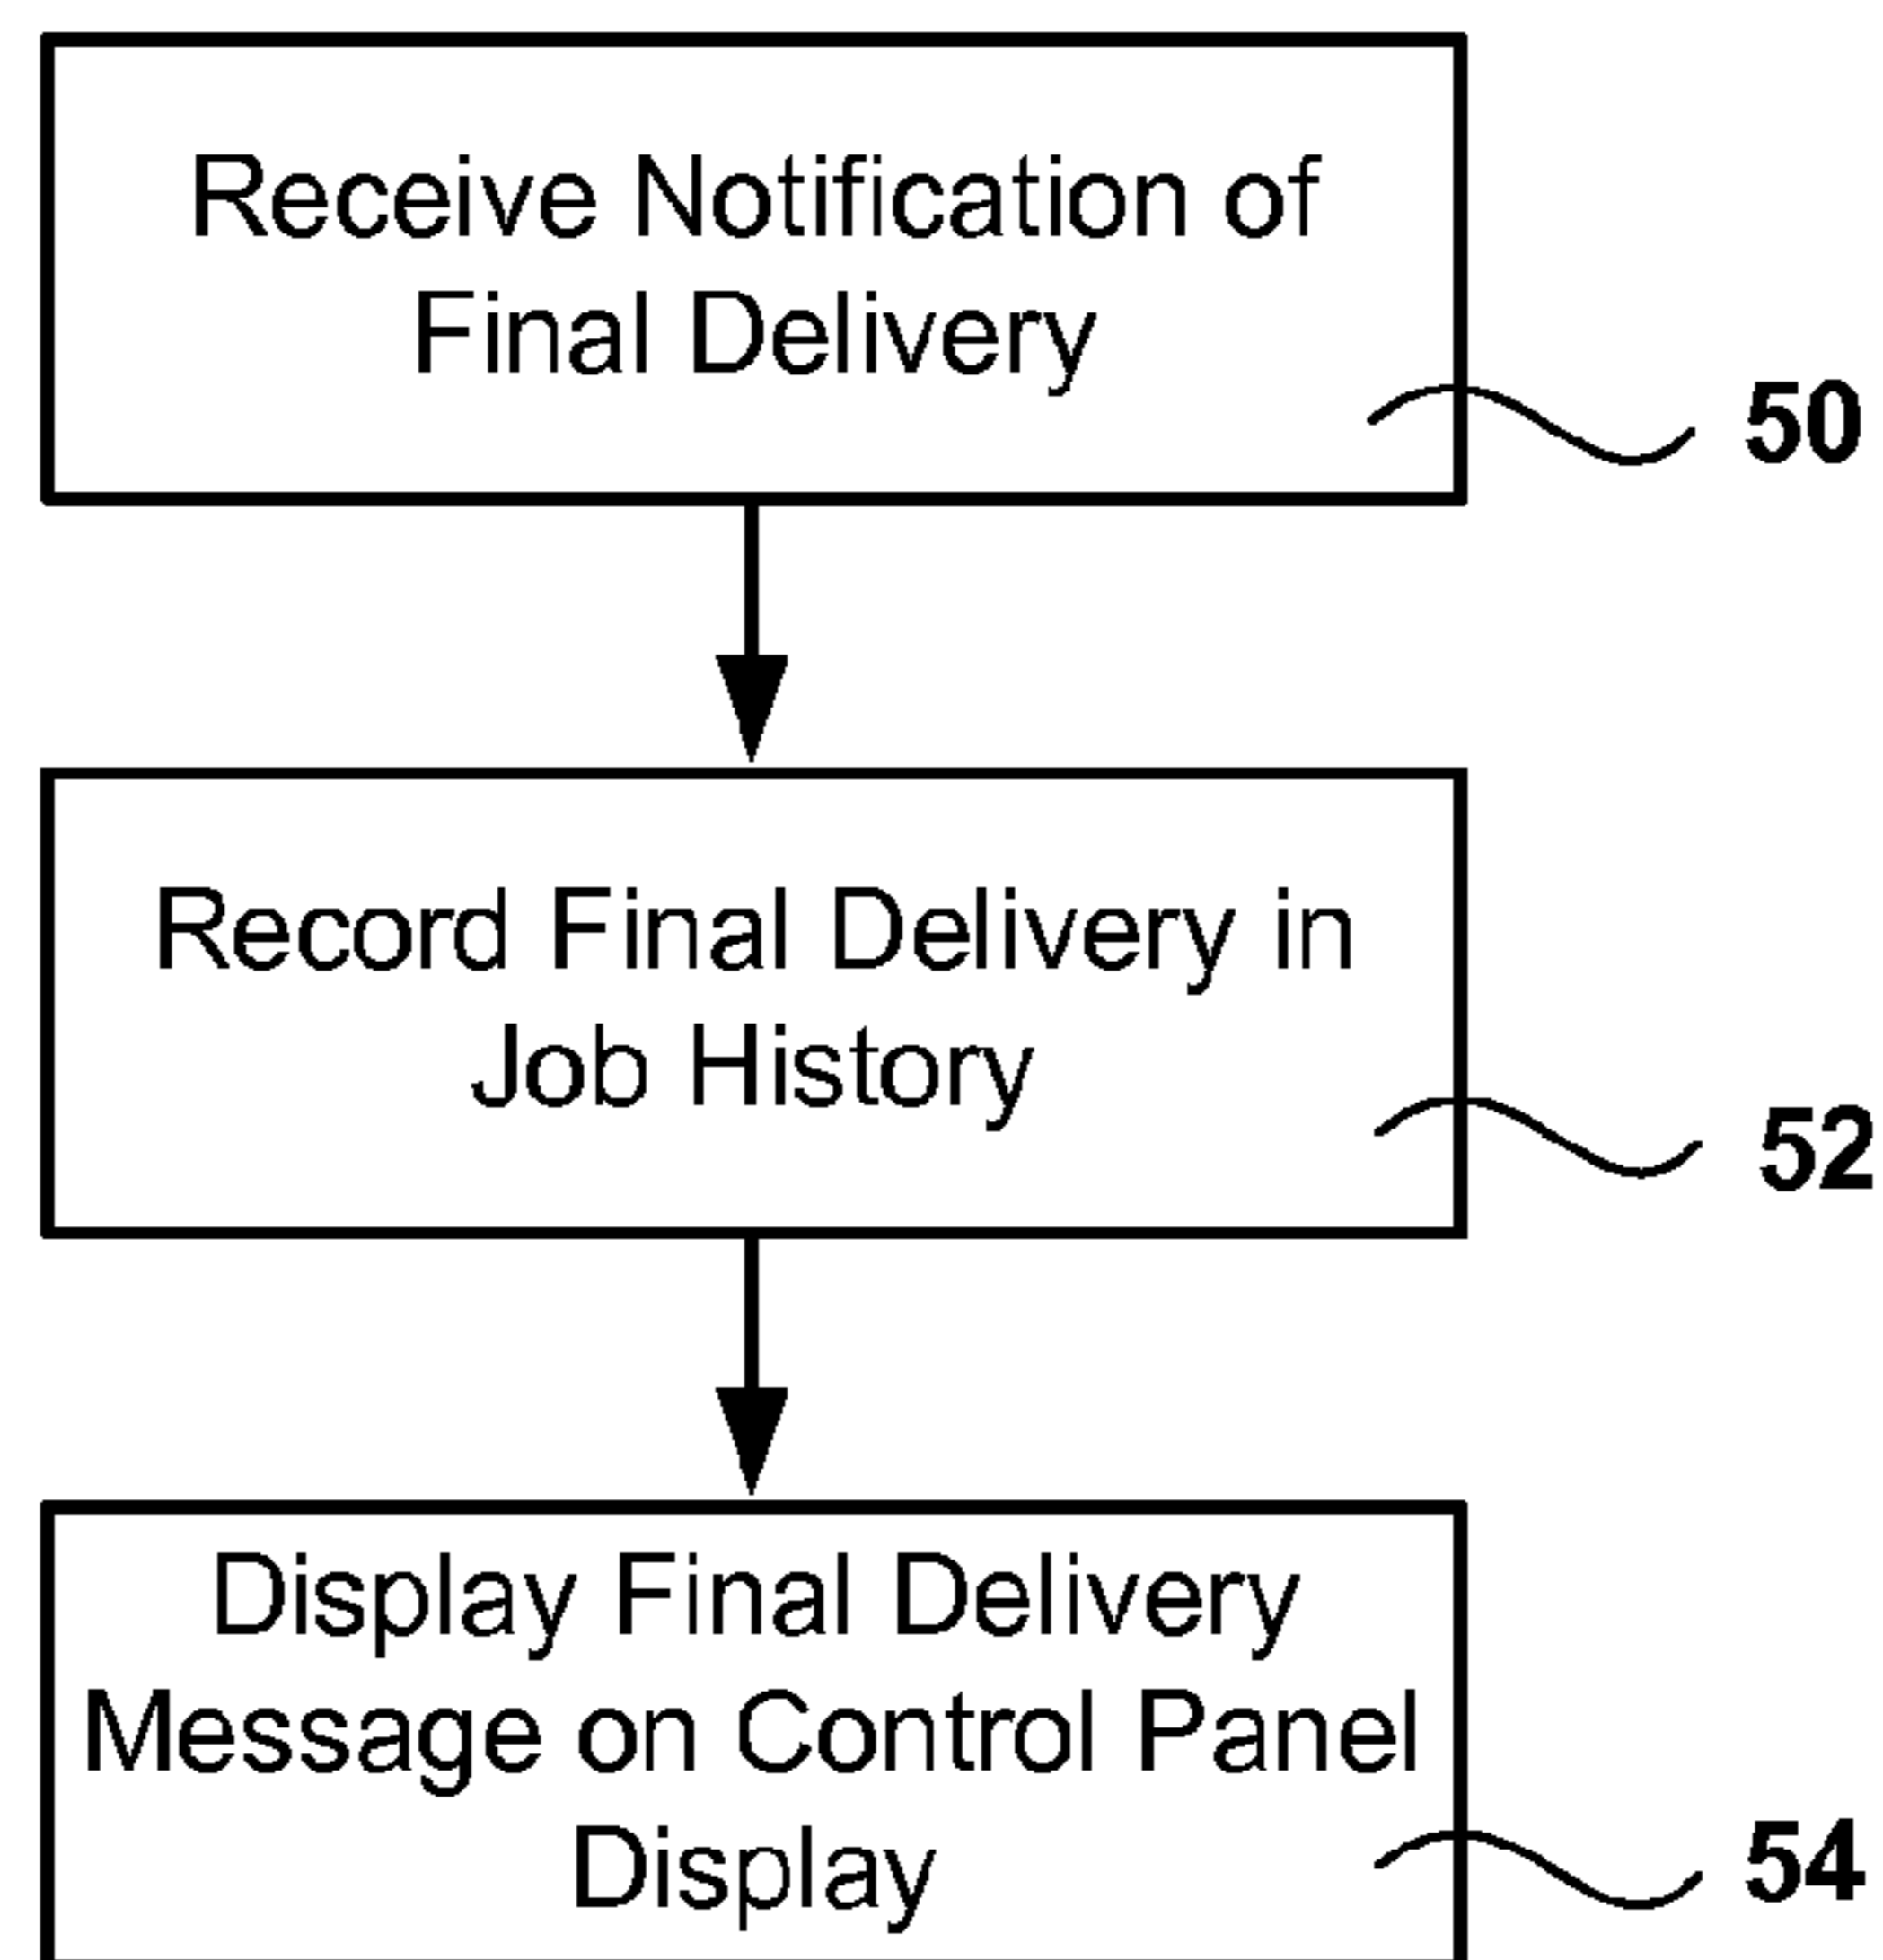 Receive Notification of
Final Delivery
50
Record Final Delivery in
Job History
52
Display Final Delivery
Message on Control Panel
Display
54